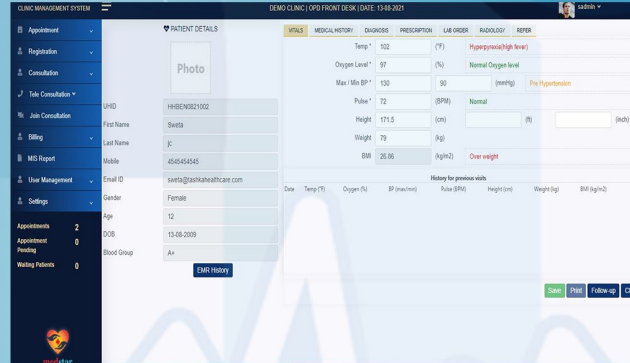 CLINIC MANAGEMENT SYSTEM
DEMO CLINIC | OPD FRONT DESK | DATE: 13-08-2021
sadmin
Appointment
Registration
Consultation
Tele Consultation
Join Consultation
Billing
MIS Report
User Management
Settings
Appointments 2
Appointment Pending 0
Waiting Patients 0
medstar
PATIENT DETAILS
Photo
UHID HHBEN0821002
First Name Sweta
Last Name jc
Mobile 4545454545
Email ID sweta@tashkahealthcare.com
Gender Female
Age 12
DOB 13-08-2009
Blood Group A+
EMR History
VITALS MEDICAL HISTORY DIAGNOSIS PRESCRIPTION LAB ORDER RADIOLOGY REFER
Temp * 102 (°F) Hyperpyrexia(high fever)
Oxygen Level * 97 (%) Normal Oxygen level
Max / Min BP * 130 90 (mmHg) Pre Hypertension
Pulse * 72 (BPM) Normal
Height 171.5 (cm) (ft) (inch)
Weight 79 (kg)
BMI 26.86 (kg/m2) Over weight
History for previous visits
Date Temp (°F) Oxygen (%) BP (max/min) Pulse (BPM) Height (cm) Weight (kg) BMI (kg/m2)
Save Print Follow-up